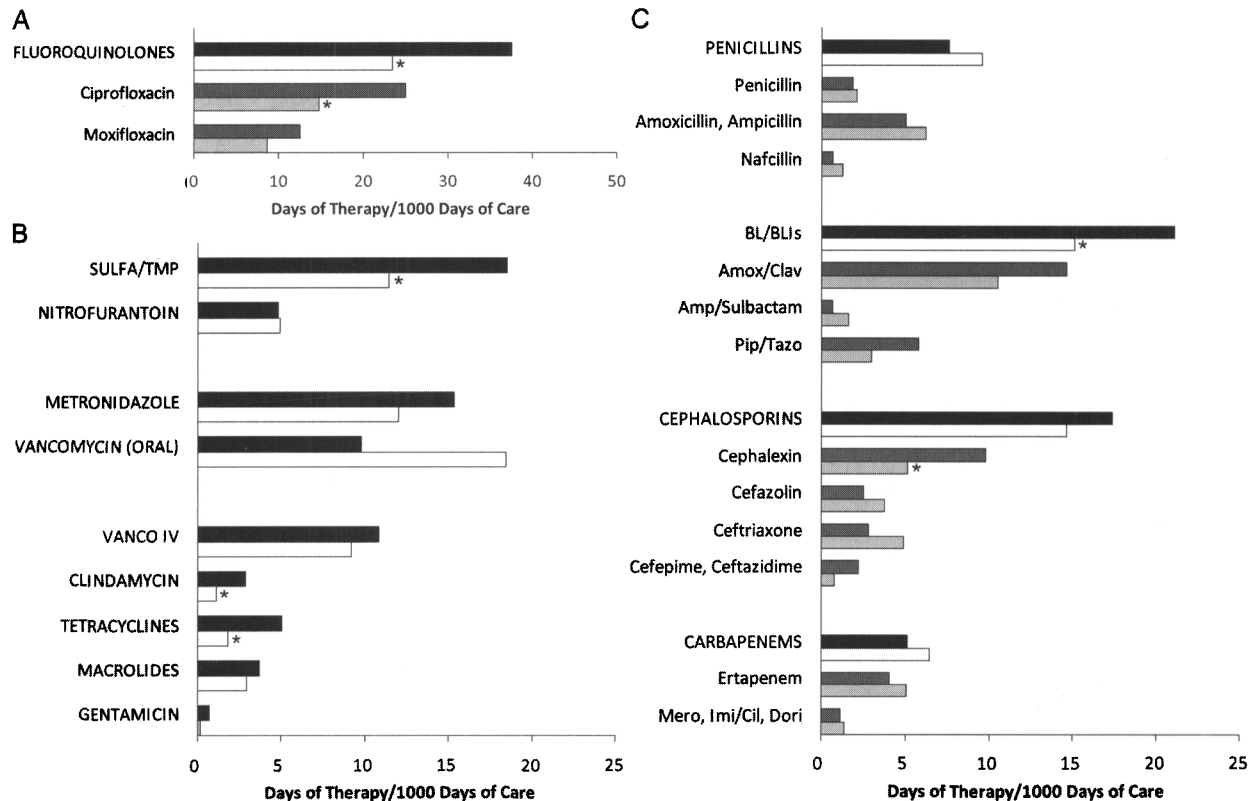 A
FLUOROQUINOLONES
*
Ciprofloxacin
*
Moxifloxacin
0 10 20 30 40 50
Days of Therapy/1000 Days of Care
B
SULFA/TMP
*
NITROFURANTOIN
METRONIDAZOLE
VANCOMYCIN (ORAL)
VANCO IV
CLINDAMYCIN
*
TETRACYCLINES
*
MACROLIDES
GENTAMICIN
0 5 10 15 20 25
Days of Therapy/1000 Days of Care
C
PENICILLINS
Penicillin
Amoxicillin, Ampicillin
Nafcillin
BL/BLIs
*
Amox/Clav
Amp/Sulbactam
Pip/Tazo
CEPHALOSPORINS
Cephalexin
*
Cefazolin
Ceftriaxone
Cefepime, Ceftazidime
CARBAPENEMS
Ertapenem
Mero, Imi/Cil, Dori
0 5 10 15 20 25
Days of Therapy/1000 Days of Care